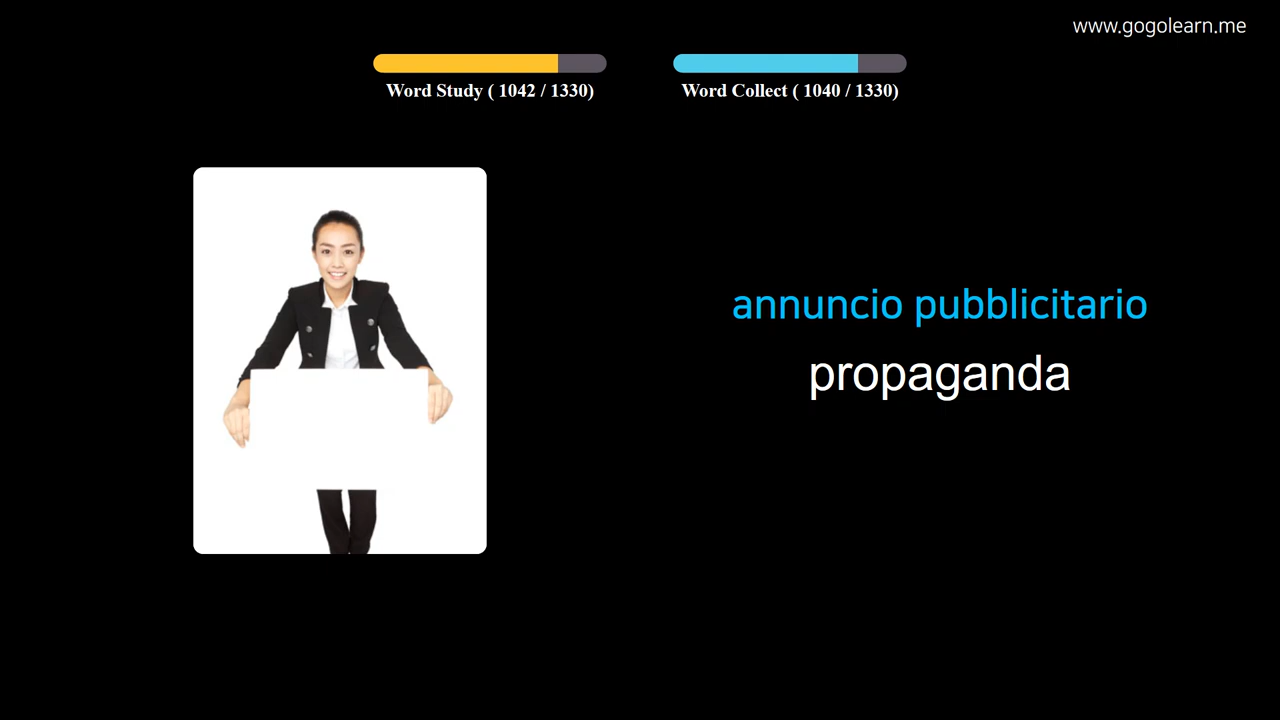 www.gogolearn.me
Word Study ( 1042 / 1330)
Word Collect ( 1040 / 1330)
annuncio pubblicitario
propaganda